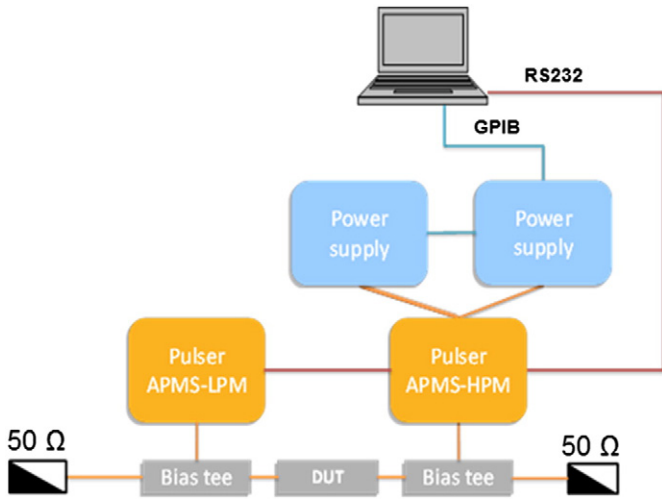 RS232
GPIB
Power
supply
Power
supply
Pulser
APMS-LPM
Pulser
APMS-HPM
50 Ω
50 Ω
Bias tee
DUT
Bias tee